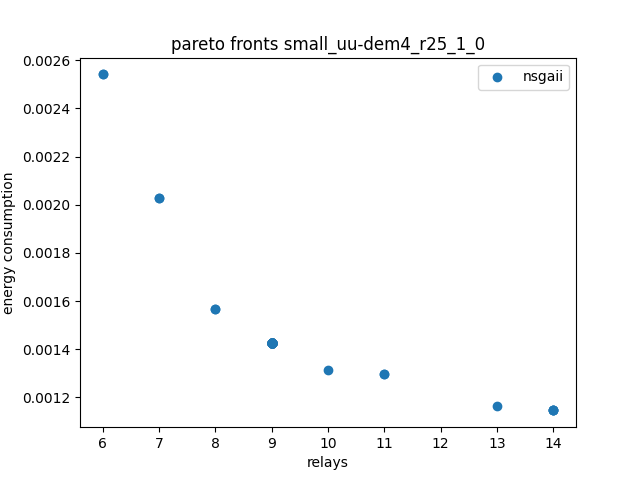 pareto fronts small_uu-dem4_r25_1_0
nsgaii
energy consumption
0.0026
0.0024
0.0022
0.0020
0.0018
0.0016
0.0014
0.0012
6 7 8 9 10 11 12 13 14
relays